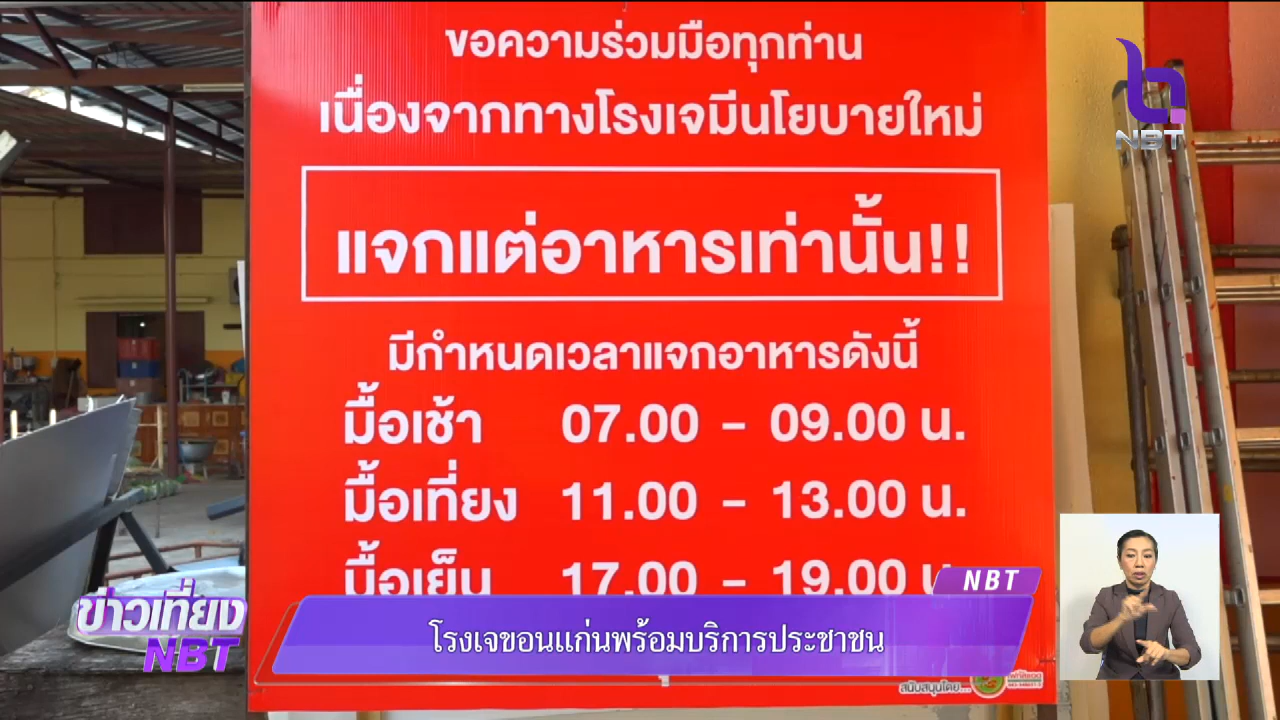 ขอความร่วมมือทุกท่าน
เนื่องจากทางโรงเจมีนโยบายใหม่
แจกแต่อาหารเท่านั้น!!
มีกำหนดเวลาแจกอาหารดังนี้
มื้อเช้า 07.00 - 09.00 น.
มื้อเที่ยง 11.00 - 13.00 น.
มื้อเย็น 17.00 - 19.00 น.
NBT
NBT
ข่าวเที่ยง
NBT
โรงเจขอนแก่นพร้อมบริการประชาชน
สนับสนุนโดย...